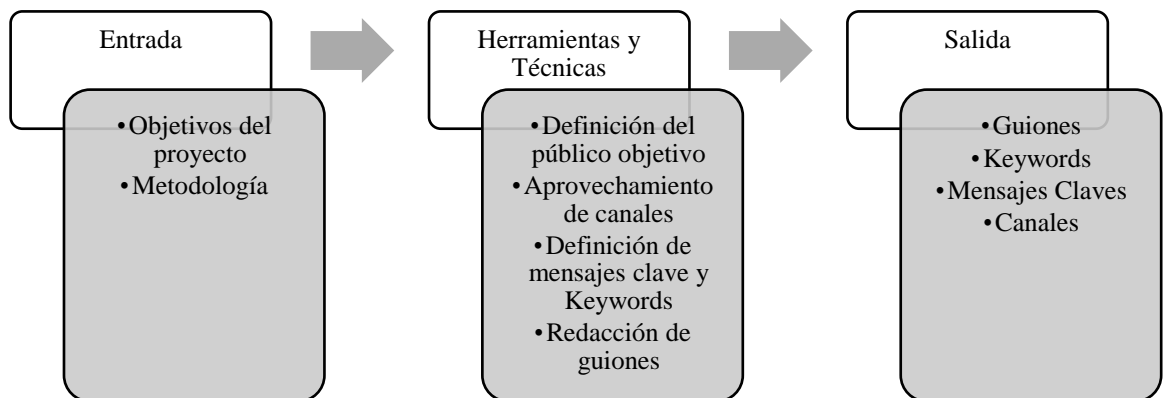 Entrada
•Objetivos del
proyecto
•Metodología
Herramientas y
Técnicas
•Definición del
público objetivo
•Aprovechamiento
de canales
•Definición de
mensajes clave y
Keywords
•Redacción de
guiones
Salida
•Guiones
•Keywords
•Mensajes Claves
•Canales